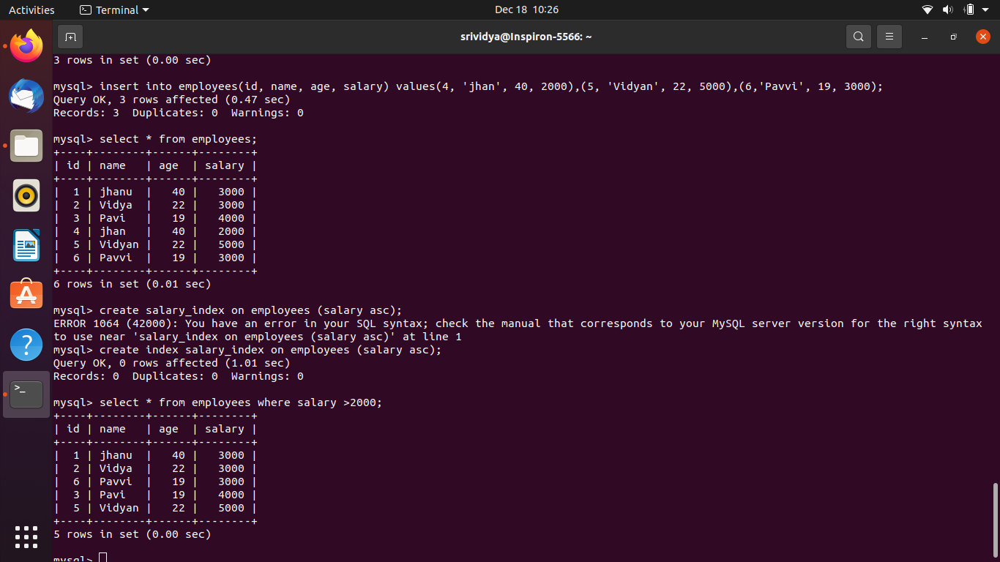 Activities Terminal Dec 18 10:26
srividya@Inspiron-5566: ~
3 rows in set (0.00 sec)
mysql> insert into employees(id, name, age, salary) values(4, 'jhan', 40, 2000),(5, 'Vidyan', 22, 5000),(6,'Pavvi', 19, 3000);
Query OK, 3 rows affected (0.47 sec)
Records: 3  Duplicates: 0  Warnings: 0
mysql> select * from employees;
+----+--------+------+--------+
| id | name   | age  | salary |
+----+--------+------+--------+
|  1 | jhanu  |   40 |   3000 |
|  2 | Vidya  |   22 |   3000 |
|  3 | Pavi   |   19 |   4000 |
|  4 | jhan   |   40 |   2000 |
|  5 | Vidyan |   22 |   5000 |
|  6 | Pavvi  |   19 |   3000 |
+----+--------+------+--------+
6 rows in set (0.01 sec)
mysql> create salary_index on employees (salary asc);
ERROR 1064 (42000): You have an error in your SQL syntax; check the manual that corresponds to your MySQL server version for the right syntax
to use near 'salary_index on employees (salary asc)' at line 1
mysql> create index salary_index on employees (salary asc);
Query OK, 0 rows affected (1.01 sec)
Records: 0  Duplicates: 0  Warnings: 0
mysql> select * from employees where salary >2000;
+----+--------+------+--------+
| id | name   | age  | salary |
+----+--------+------+--------+
|  1 | jhanu  |   40 |   3000 |
|  2 | Vidya  |   22 |   3000 |
|  6 | Pavvi  |   19 |   3000 |
|  3 | Pavi   |   19 |   4000 |
|  5 | Vidyan |   22 |   5000 |
+----+--------+------+--------+
5 rows in set (0.00 sec)
mysql>